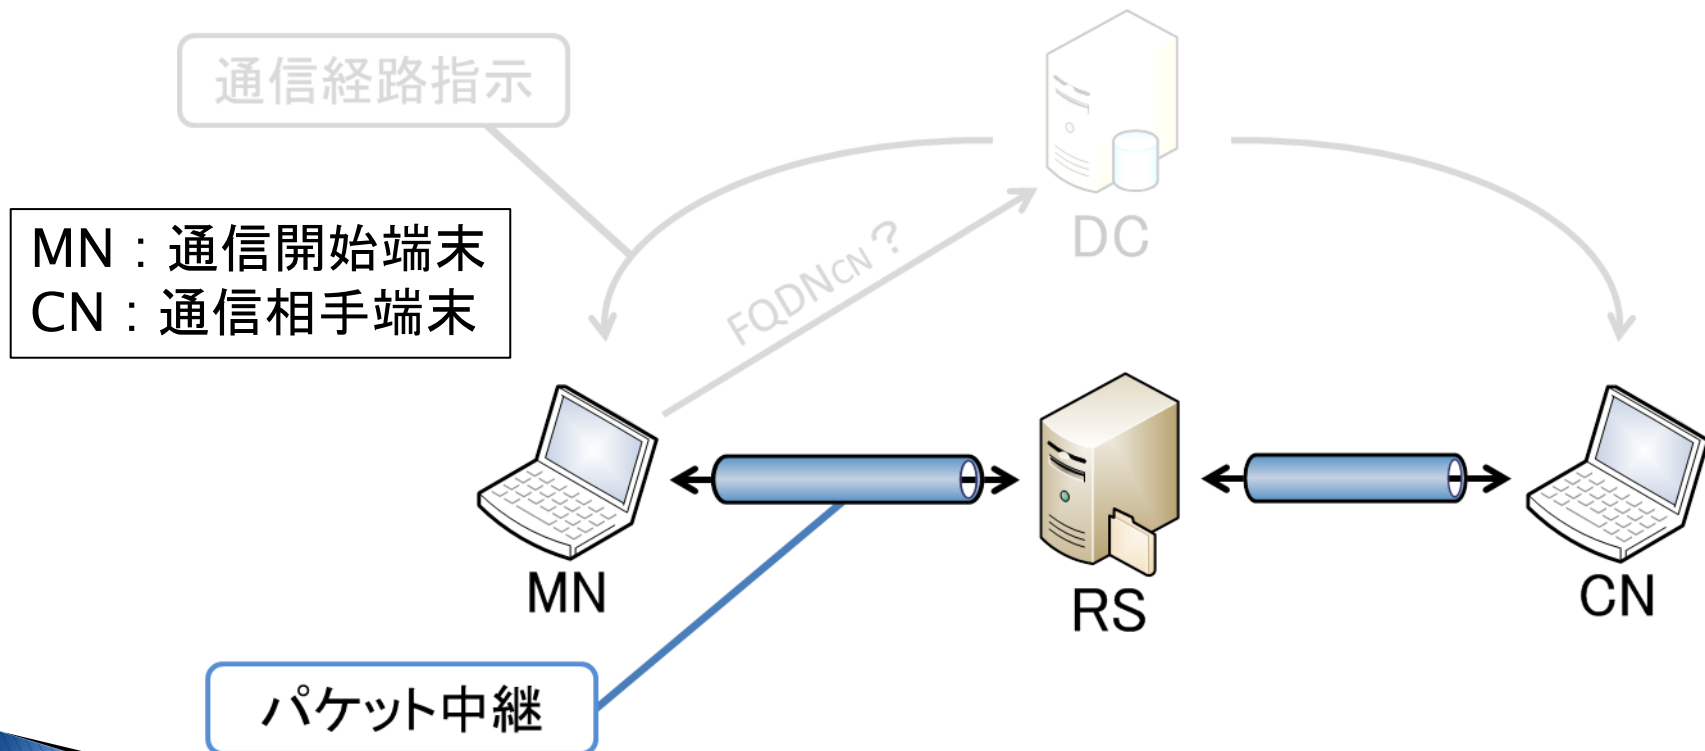 通信経路指示
DC
MN：通信開始端末
CN：通信相手端末
FQDNCN？
MN
RS
CN
パケット中継